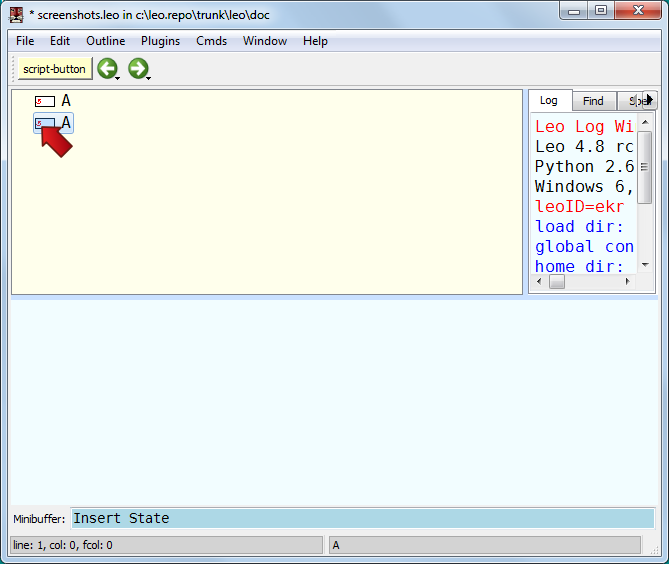 * screenshots.leo in c:\leo.repo\trunk\leo\doc
File Edit Outline Plugins Cmds Window Help
script-button
A
A
Log Find
Leo Log Wi
Leo 4.8 rc
Python 2.6
Windows 6,
leoID=ekr
load dir:
global con
home dir:
Minibuffer: Insert State
line: 1, col: 0, fcol: 0
A